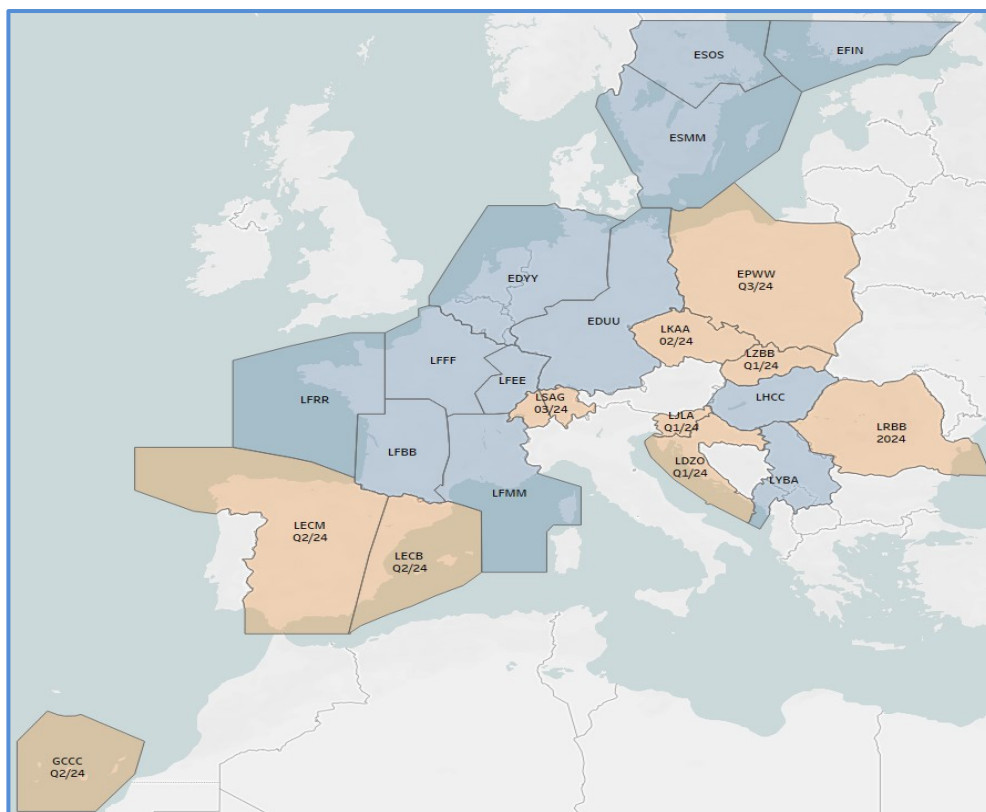 ESOS
EFIN
ESMM
EDYY
EPWW
Q3/24
EDUU
LKAA
02/24
LZBB
Q1/24
LFFF
LFEE
LSAG
03/24
LHCC
LFRR
LJLA
Q1/24
LRBB
2024
LFBB
LDZO
Q1/24
LYBA
LFMM
LECM
Q2/24
LECB
Q2/24
GCCC
Q2/24